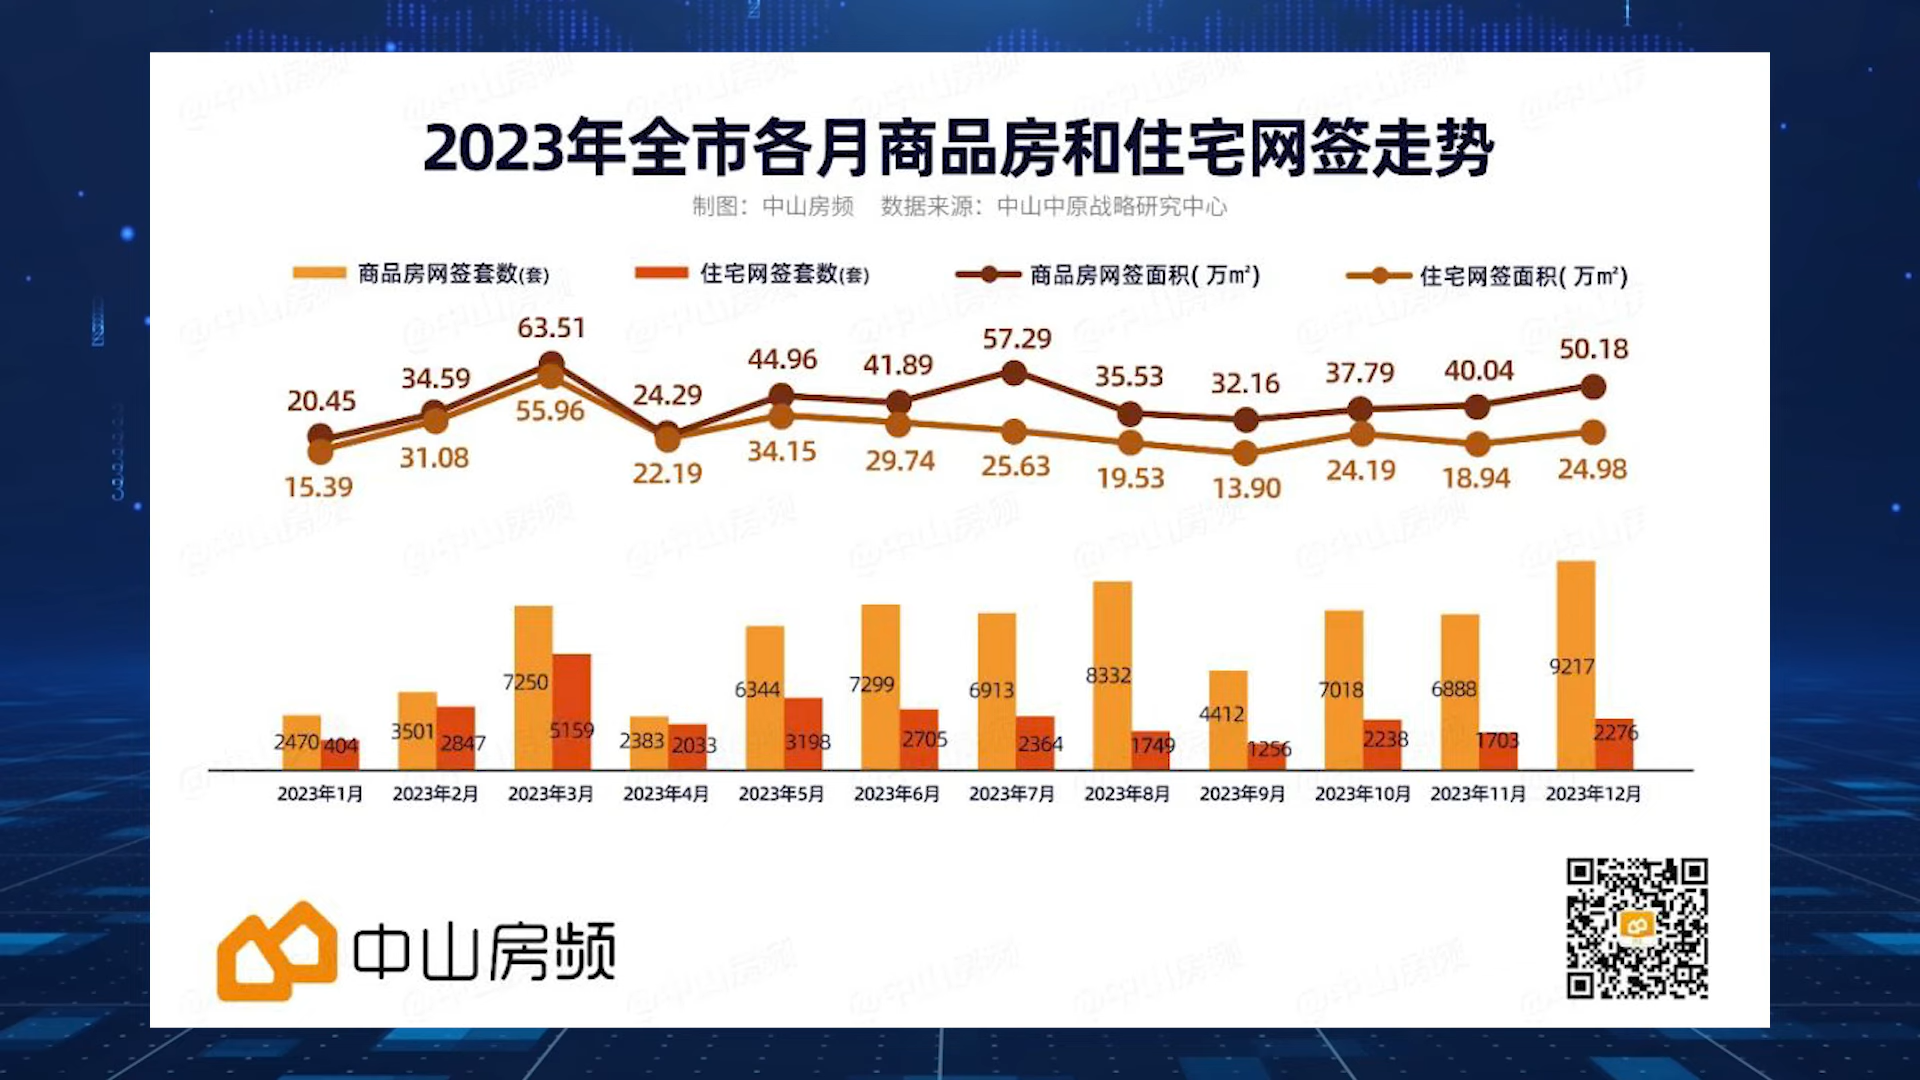 2023年全市各月商品房和住宅网签走势
制图：中山房频 数据来源：中山中原战略研究中心
商品房网签套数(套) 住宅网签套数(套) 商品房网签面积( 万㎡) 住宅网签面积( 万㎡)
20.45 34.59 63.51 24.29 44.96 41.89 57.29 35.53 32.16 37.79 40.04 50.18
15.39 31.08 55.96 22.19 34.15 29.74 25.63 19.53 13.90 24.19 18.94 24.98
2470 3501 7250 2383 6344 7299 6913 8332 4412 7018 6888 9217
404 2847 5159 2033 3198 2705 2364 1749 1256 2238 1703 2276
2023年1月 2023年2月 2023年3月 2023年4月 2023年5月 2023年6月 2023年7月 2023年8月 2023年9月 2023年10月 2023年11月 2023年12月
中山房频
@中山房频